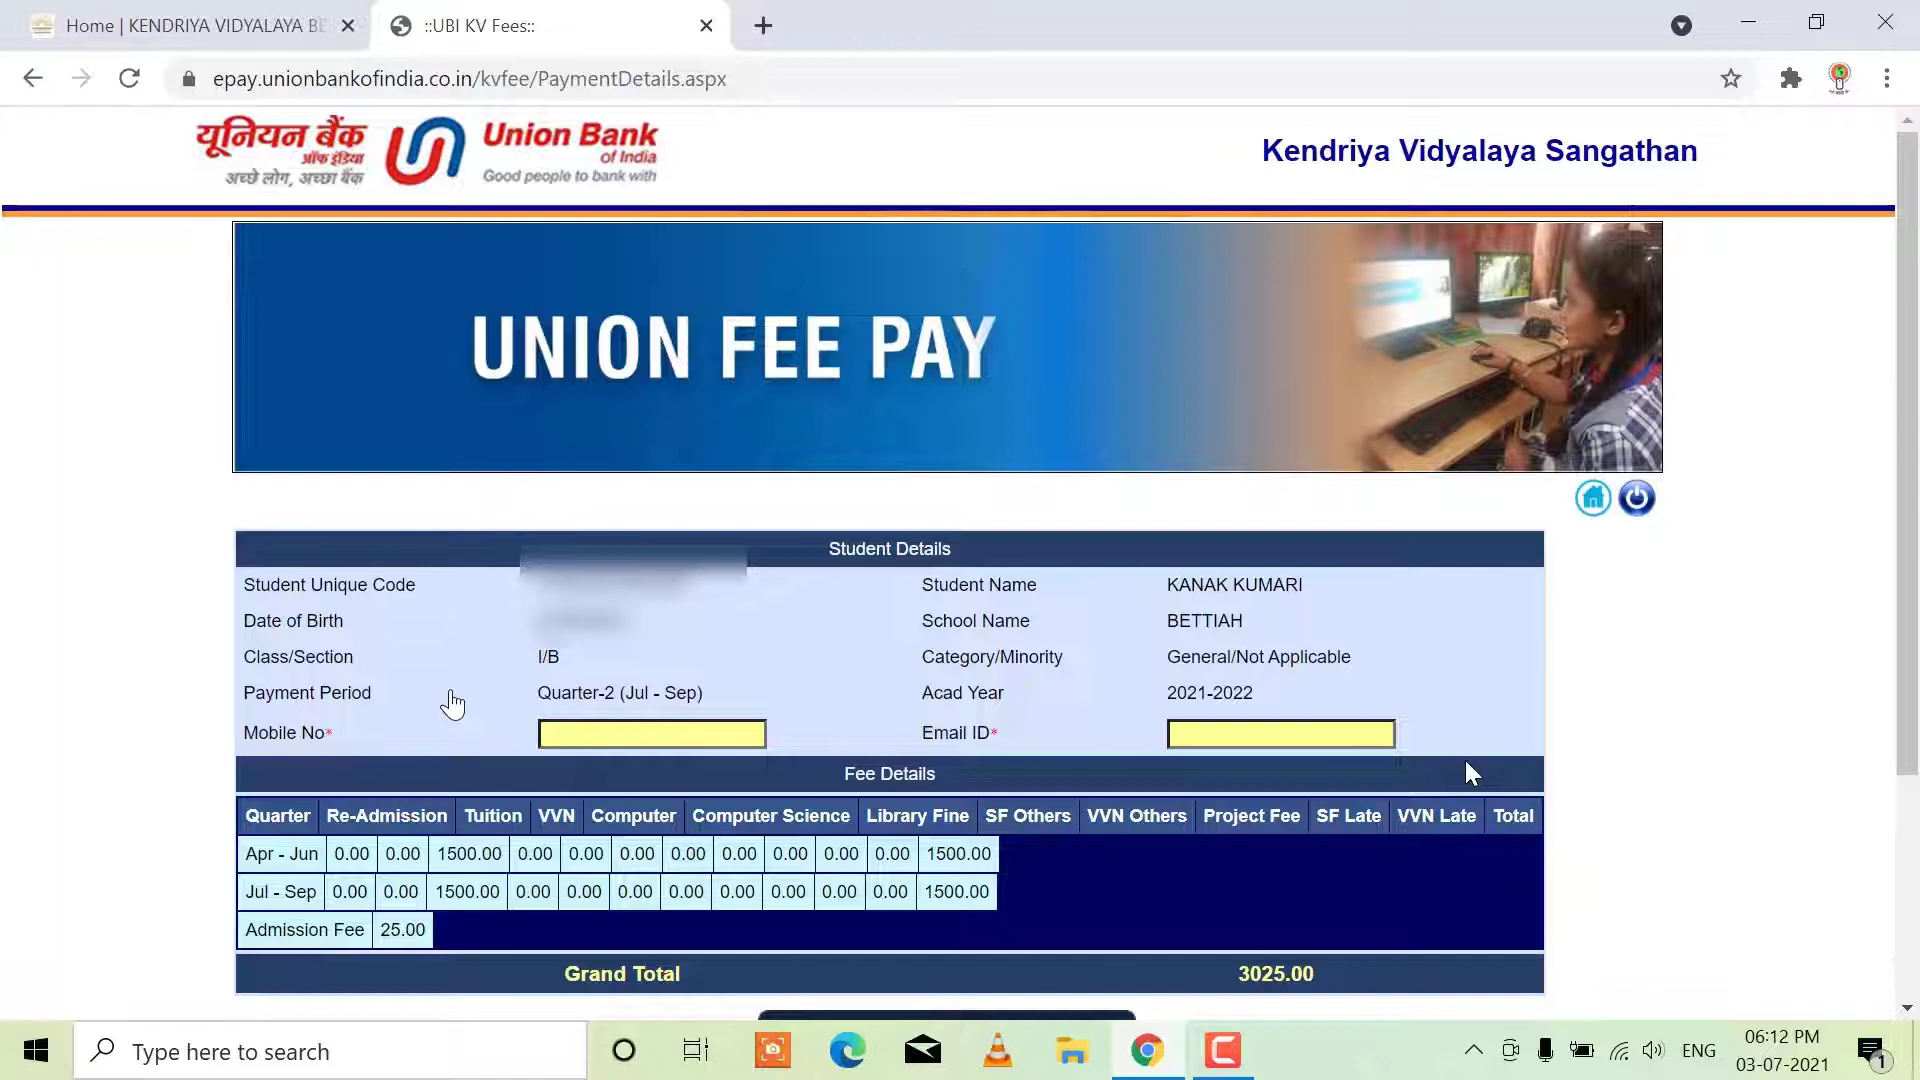 Home | KENDRIYA VIDYALAYA BE
::UBI KV Fees::
epay.unionbankofindia.co.in/kvfee/PaymentDetails.aspx
यूनियन बैंक
ऑफ इंडिया
अच्छे लोग, अच्छा बैंक
Union Bank
of India
Good people to bank with
Kendriya Vidyalaya Sangathan
UNION FEE PAY
Student Details
Student Unique Code Student Name KANAK KUMARI
Date of Birth School Name BETTIAH
Class/Section I/B Category/Minority General/Not Applicable
Payment Period Quarter-2 (Jul - Sep) Acad Year 2021-2022
Mobile No* Email ID*
Fee Details
Quarter Re-Admission Tuition VVN Computer Computer Science Library Fine SF Others VVN Others Project Fee SF Late VVN Late Total
Apr - Jun 0.00 0.00 1500.00 0.00 0.00 0.00 0.00 0.00 0.00 0.00 0.00 1500.00
Jul - Sep 0.00 0.00 1500.00 0.00 0.00 0.00 0.00 0.00 0.00 0.00 0.00 1500.00
Admission Fee 25.00
Grand Total 3025.00
Type here to search
ENG
06:12 PM
03-07-2021
1